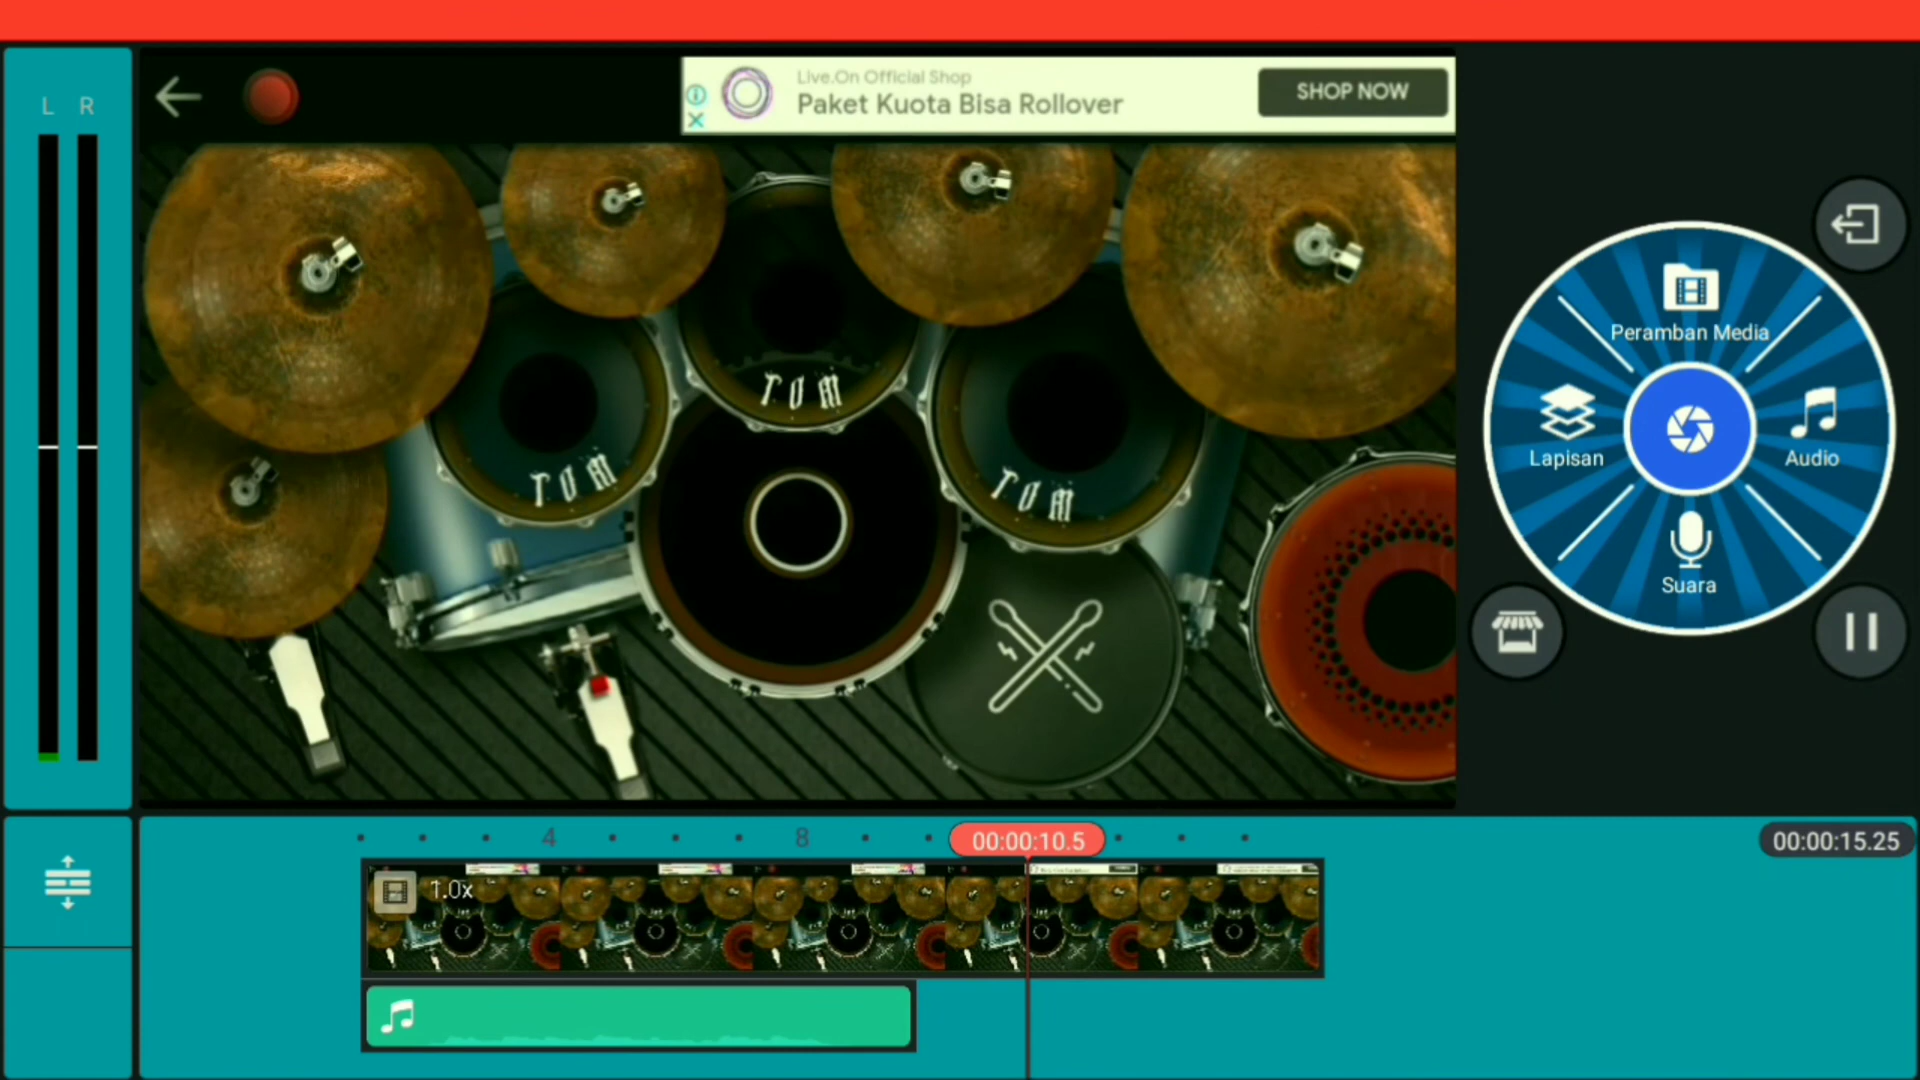 L R
Live.On Official Shop
Paket Kuota Bisa Rollover
SHOP NOW
TOM
TOM
TOM
Peramban Media
Lapisan
Audio
Suara
4
8
00:00:10.5
00:00:15.25
1.0x